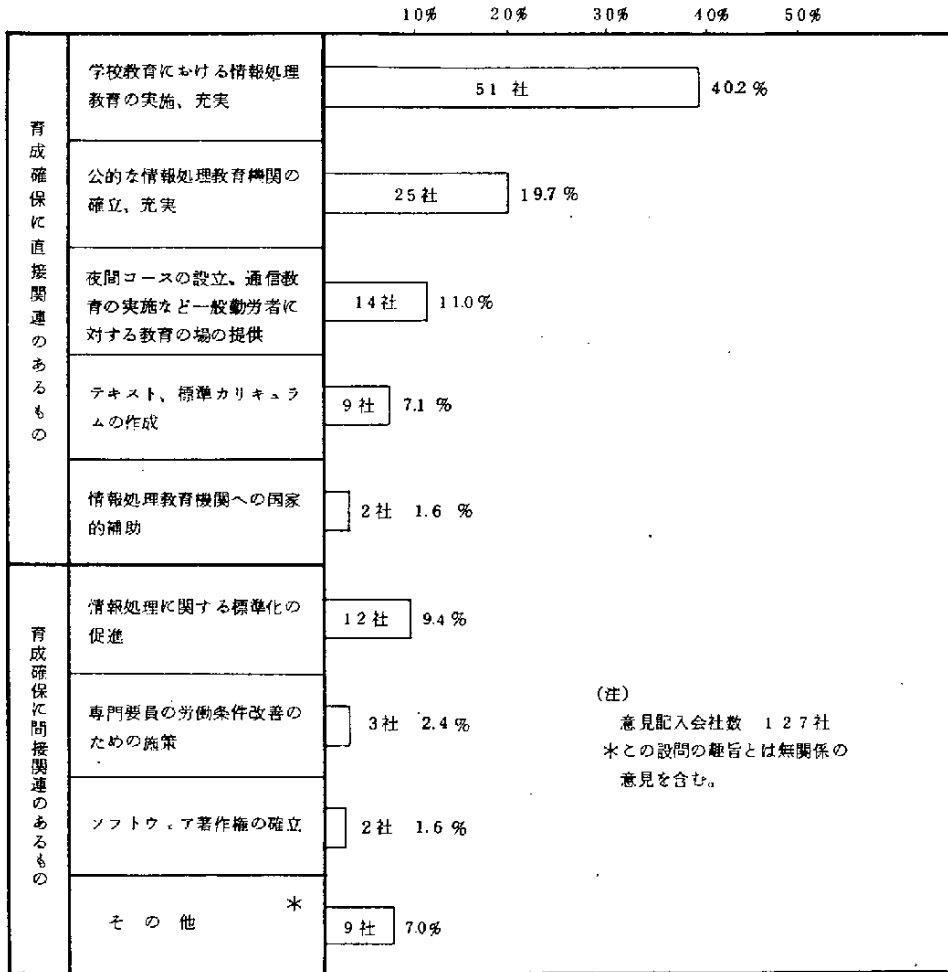 10% 20% 30% 40% 50%
育成確保に直接関連のあるもの
学校教育における情報処理
教育の実施、充実
51 社 40.2 %
公的な情報処理教育機関の
確立、充実
25社 19.7 %
夜間コースの設立、通信教
育の実施など一般勤労者に
対する教育の場の提供
14社 11.0%
テキスト、標準カリキュラ
ムの作成
9 社 7.1 %
情報処理教育機関への国家
的補助
2社 1.6 %
育成確保に間接関連のあるもの
情報処理に関する標準化の
促進
12社 9.4 %
専門要員の労働条件改善の
ための施策
3社 2.4 %
ソフトウェア著作権の確立
2社 1.6 %
その他 *
9社 7.0%
(注)
意見記入会社数 127社
*この設問の趣旨とは無関係の
意見を含む。